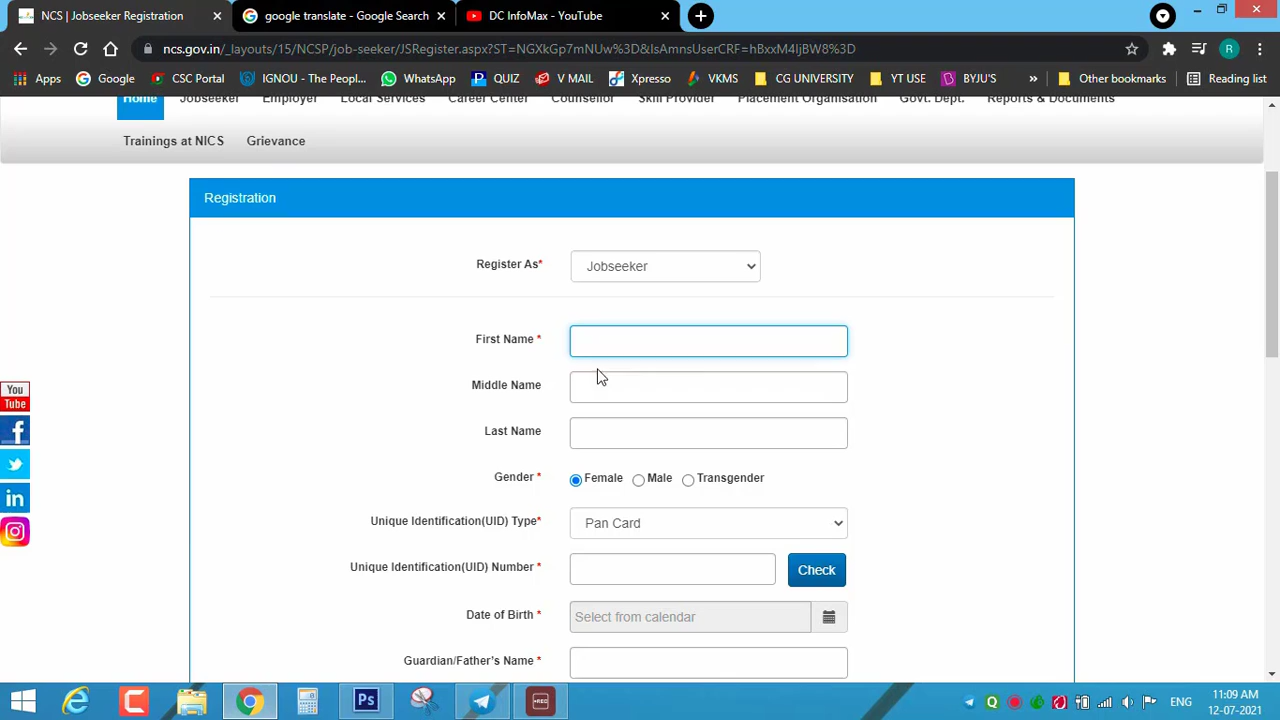 NCS | Jobseeker Registration
google translate - Google Search
DC InfoMax - YouTube
ncs.gov.in/_layouts/15/NCSP/job-seeker/JSRegister.aspx?ST=NGXkGp7mNUw%3D&IsAmnsUserCRF=hBxxM4IjBW8%3D
R
Apps Google CSC Portal IGNOU - The Peopl... WhatsApp QUIZ V MAIL Xpresso VKMS CG UNIVERSITY YT USE BYJU'S » Other bookmarks Reading list
Home Jobseeker Employer Local Services Career Center Counsellor Skill Provider Placement Organisation Govt. Dept. Reports & Documents
Trainings at NICS Grievance
Registration
Register As* Jobseeker
First Name *
Middle Name
You
Tube
Last Name
Gender * Female Male Transgender
Unique Identification(UID) Type* Pan Card
Unique Identification(UID) Number * Check
Date of Birth * Select from calendar
Guardian/Father's Name *
ENG
11:09 AM
12-07-2021